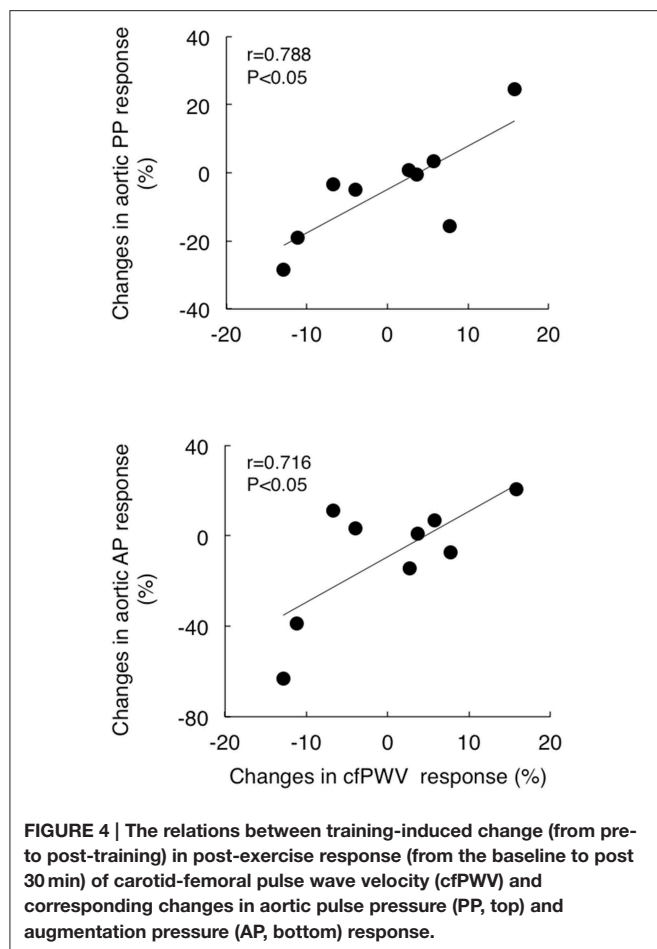 40
r=0.788
P<0.05
20
0
-20
-40
Changes in aortic PP response
(%)
-20 -10 0 10 20
40
r=0.716
P<0.05
0
-40
-80
Changes in aortic AP response
(%)
-20 -10 0 10 20
Changes in cfPWV response (%)
FIGURE 4 | The relations between training-induced change (from pre-
to post-training) in post-exercise response (from the baseline to post
30 min) of carotid-femoral pulse wave velocity (cfPWV) and
corresponding changes in aortic pulse pressure (PP, top) and
augmentation pressure (AP, bottom) response.